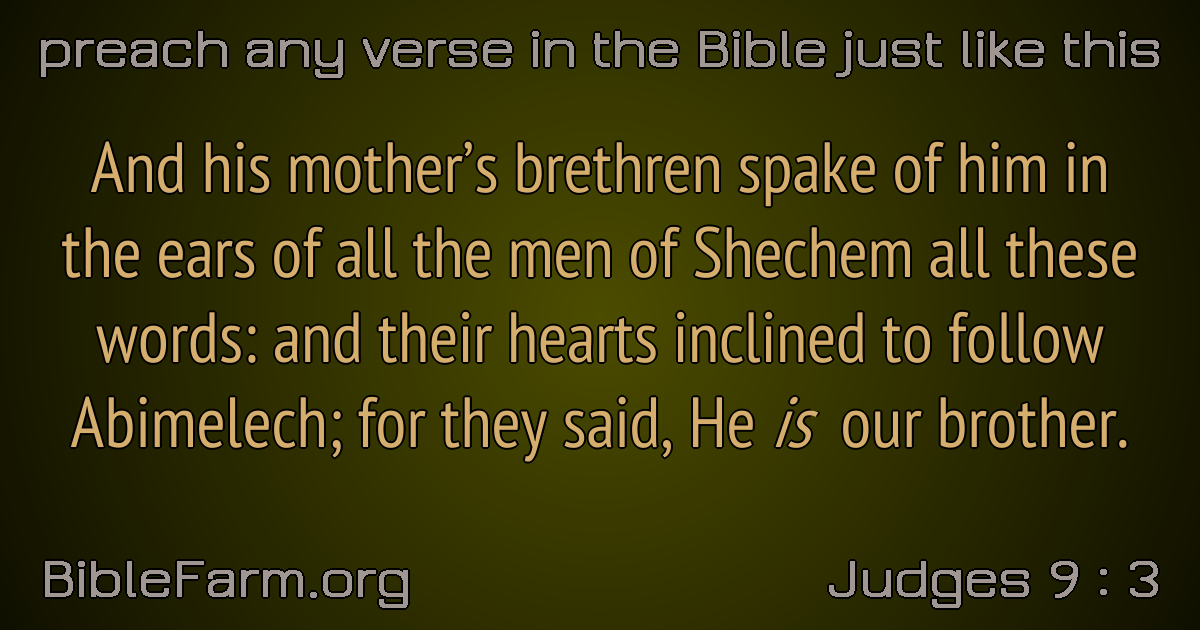 preach any verse in the Bible just like this
And his mother’s brethren spake of him in
the ears of all the men of Shechem all these
words: and their hearts inclined to follow
Abimelech; for they said, He is our brother.
BibleFarm.org
Judges 9 : 3